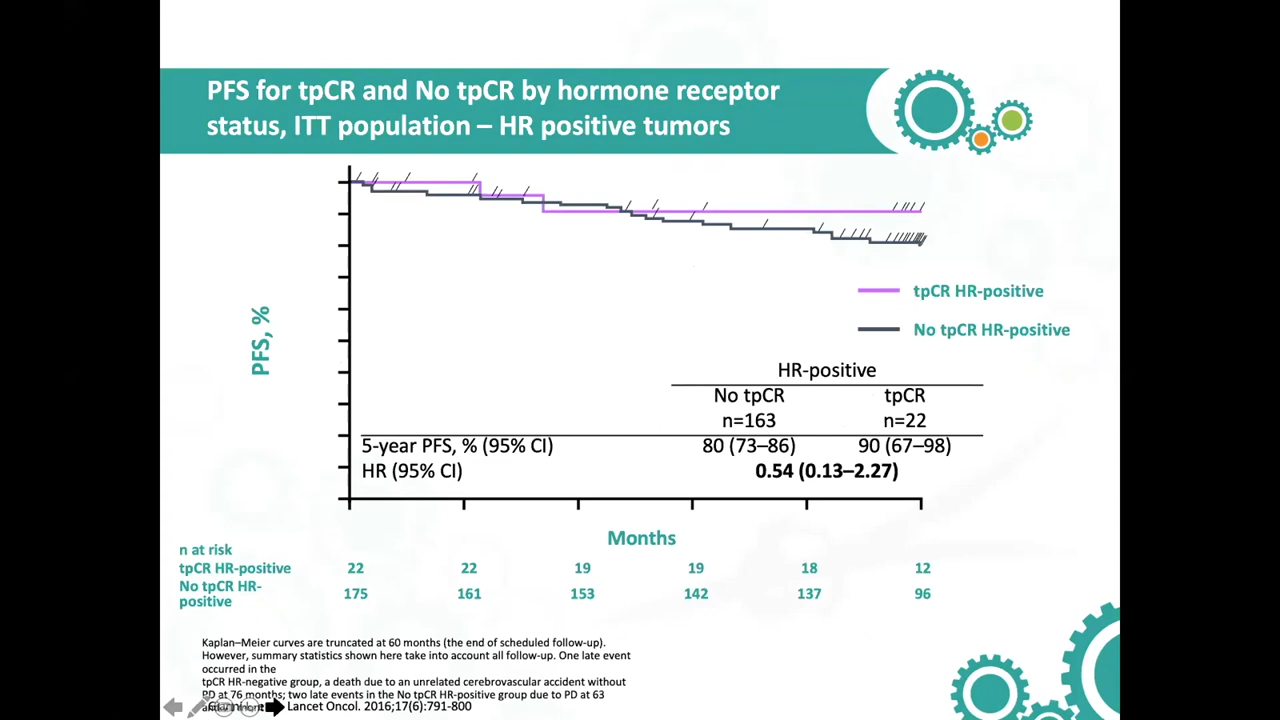 PFS for tpCR and No tpCR by hormone receptor
status, ITT population – HR positive tumors
PFS, %
tpCR HR-positive
No tpCR HR-positive
HR-positive
No tpCR tpCR
n=163 n=22
5-year PFS, % (95% CI) 80 (73–86) 90 (67–98)
HR (95% CI) 0.54 (0.13–2.27)
Months
n at risk
tpCR HR-positive 22 22 19 19 18 12
No tpCR HR-
positive 175 161 153 142 137 96
Kaplan–Meier curves are truncated at 60 months (the end of scheduled follow-up).
However, summary statistics shown here take into account all follow-up. One late event
occurred in the
tpCR HR-negative group, a death due to an unrelated cerebrovascular accident without
PD at 76 months; two late events in the No tpCR HR-positive group due to PD at 63
Lancet Oncol. 2016;17(6):791-800